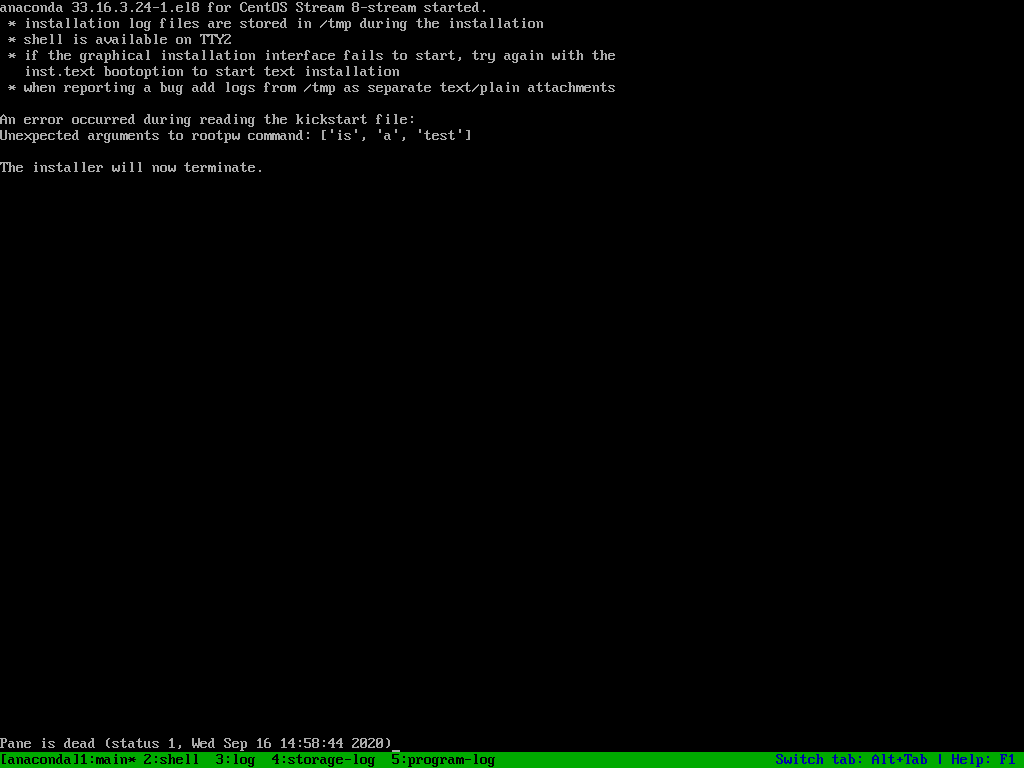 anaconda 33.16.3.24-1.el8 for CentOS Stream 8-stream started.
 * installation log files are stored in /tmp during the installation
 * shell is available on TTY2
 * if the graphical installation interface fails to start, try again with the
   inst.text bootoption to start text installation
 * when reporting a bug add logs from /tmp as separate text/plain attachments
An error occurred during reading the kickstart file:
Unexpected arguments to rootpw command: ['is', 'a', 'test']
The installer will now terminate.
Pane is dead (status 1, Wed Sep 16 14:58:44 2020)
[anaconda]1:main* 2:shell  3:log  4:storage-log  5:program-log Switch tab: Alt+Tab | Help: F1